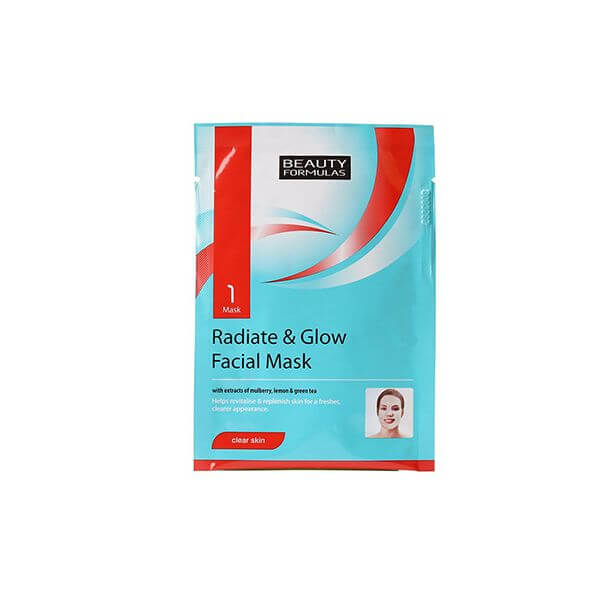 BEAUTY
FORMULAS
1
Mask
Radiate & Glow
Facial Mask
with extracts of mulberry, lemon & green tea
Helps revitalise & replenish skin for a fresher,
clearer appearance.
clear skin